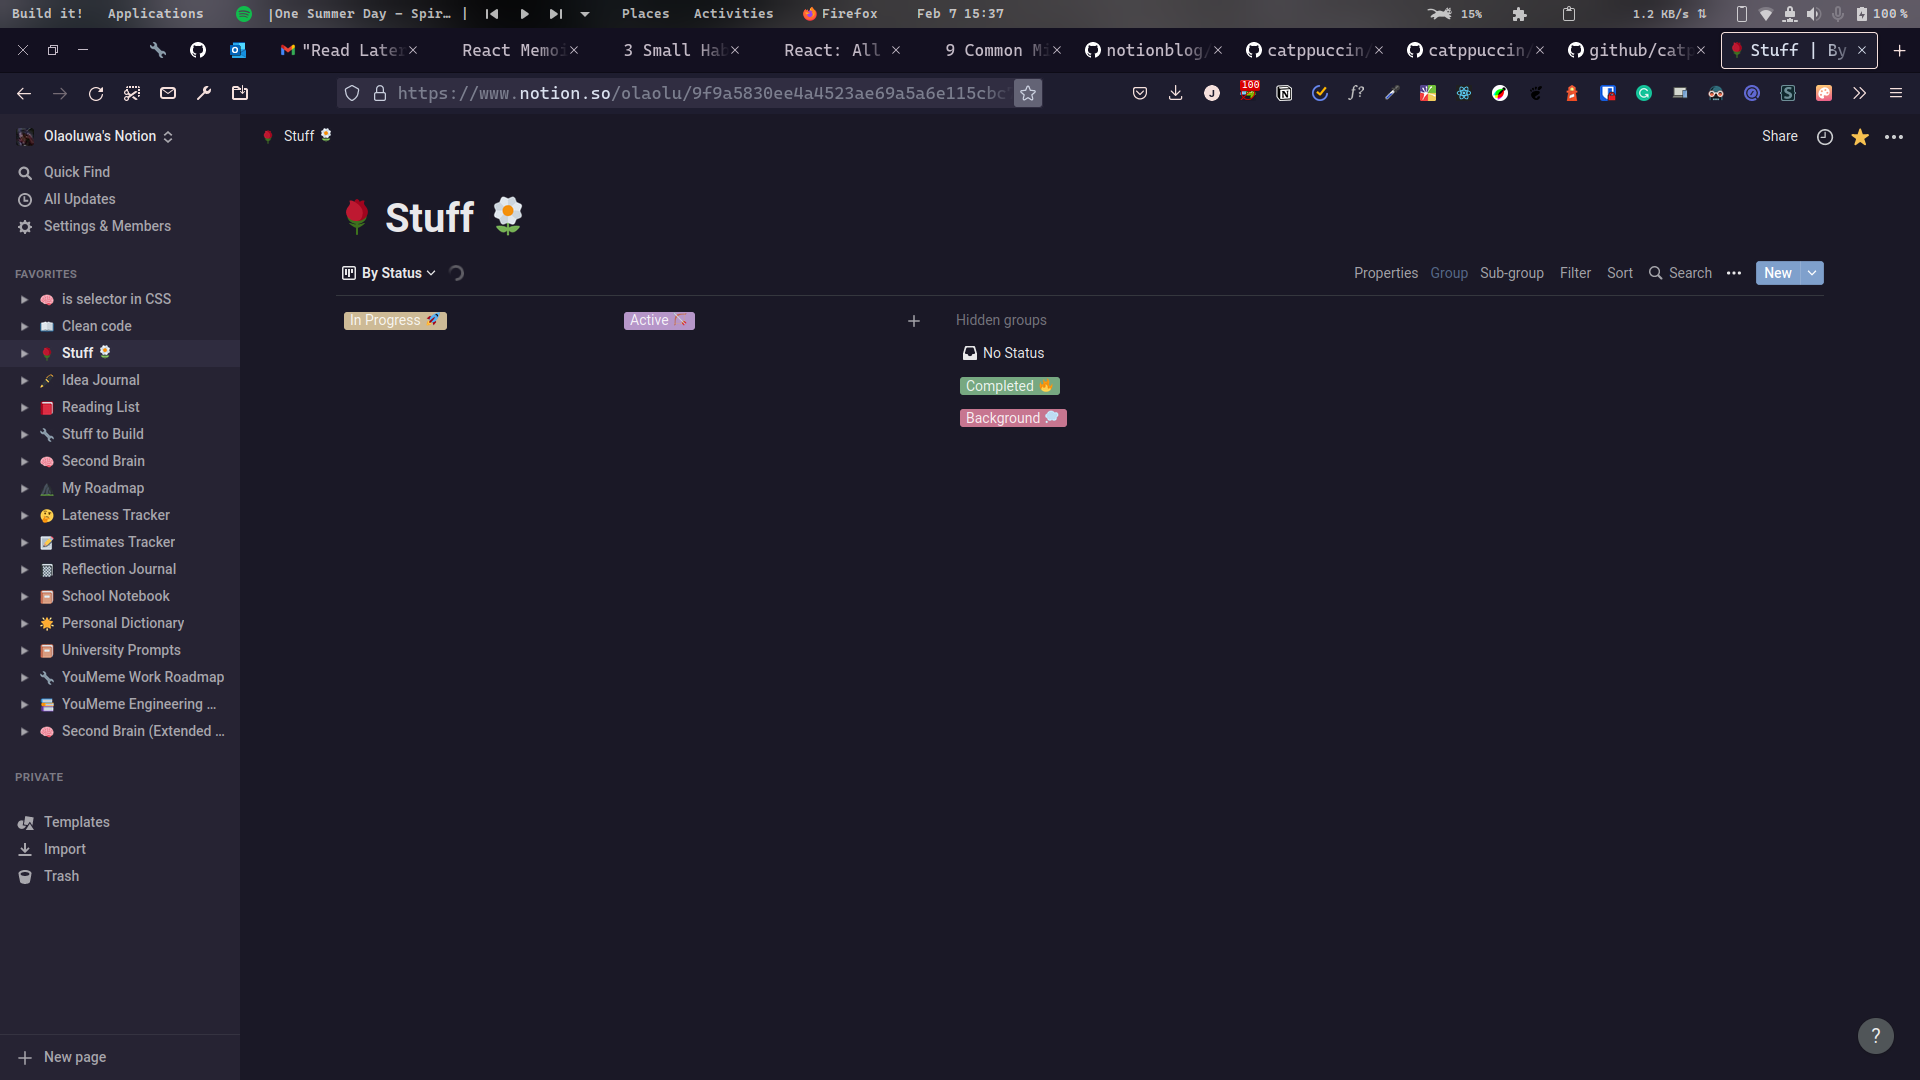 Build it!
Applications
|One Summer Day – Spir… |
Places
Activities
Firefox
Feb 7 15:37
15%
1.2 KB/s
100 %
"Read Later
React Memoi
3 Small Hab
React: All
9 Common Mi
notionblog/
catppuccin/
catppuccin/
github/catp
Stuff | By
https://www.notion.so/olaolu/9f9a5830ee4a4523ae69a5a6e115cbc
J
100
f?
Olaoluwa's Notion
Quick Find
All Updates
Settings & Members
FAVORITES
is selector in CSS
Clean code
Stuff
Idea Journal
Reading List
Stuff to Build
Second Brain
My Roadmap
Lateness Tracker
Estimates Tracker
Reflection Journal
School Notebook
Personal Dictionary
University Prompts
YouMeme Work Roadmap
YouMeme Engineering …
Second Brain (Extended …
PRIVATE
Templates
Import
Trash
New page
Stuff
Share
Stuff
By Status
Properties
Group
Sub-group
Filter
Sort
Search
New
In Progress
Active
Hidden groups
No Status
Completed
Background
?